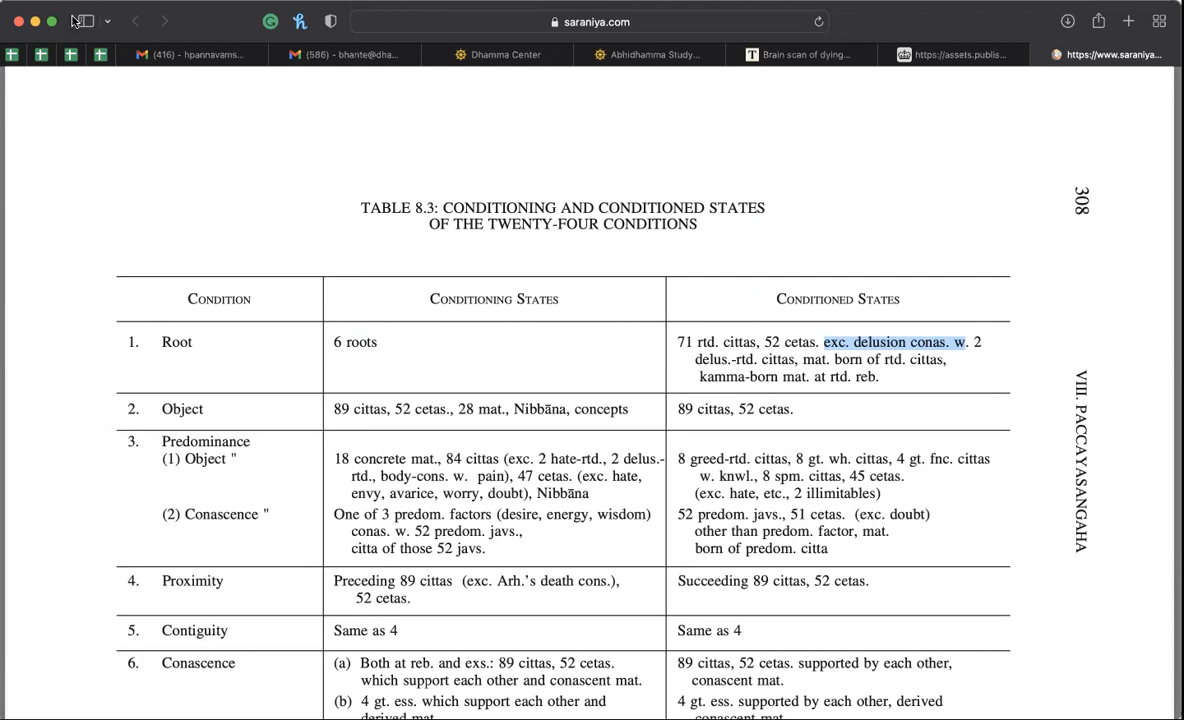 saraniya.com
(416) - hpannavams...
(586) - bhante@dha...
Dhamma Center
Abhidhamma Study...
T Brain scan of dying...
https://assets.publis...
https://www.saraniya...
308
VIII. PACCAYASANGAHA
TABLE 8.3: CONDITIONING AND CONDITIONED STATES
OF THE TWENTY-FOUR CONDITIONS
CONDITION CONDITIONING STATES CONDITIONED STATES
1. Root 6 roots 71 rtd. cittas, 52 cetas. exc. delusion conas. w. 2
delus.-rtd. cittas, mat. born of rtd. cittas,
kamma-born mat. at rtd. reb.
2. Object 89 cittas, 52 cetas., 28 mat., Nibbāna, concepts 89 cittas, 52 cetas.
3. Predominance
(1) Object " 18 concrete mat., 84 cittas (exc. 2 hate-rtd., 2 delus.- 8 greed-rtd. cittas, 8 gt. wh. cittas, 4 gt. fnc. cittas
rtd., body-cons. w. pain), 47 cetas. (exc. hate, w. knwl., 8 spm. cittas, 45 cetas.
envy, avarice, worry, doubt), Nibbāna (exc. hate, etc., 2 illimitables)
(2) Conascence " One of 3 predom. factors (desire, energy, wisdom) 52 predom. javs., 51 cetas. (exc. doubt)
conas. w. 52 predom. javs., other than predom. factor, mat.
citta of those 52 javs. born of predom. citta
4. Proximity Preceding 89 cittas (exc. Arh.'s death cons.), Succeeding 89 cittas, 52 cetas.
52 cetas.
5. Contiguity Same as 4 Same as 4
6. Conascence (a) Both at reb. and exs.: 89 cittas, 52 cetas. 89 cittas, 52 cetas. supported by each other,
which support each other and conascent mat. conascent mat.
(b) 4 gt. ess. which support each other and 4 gt. ess. supported by each other, derived
derived mat. conascent mat.